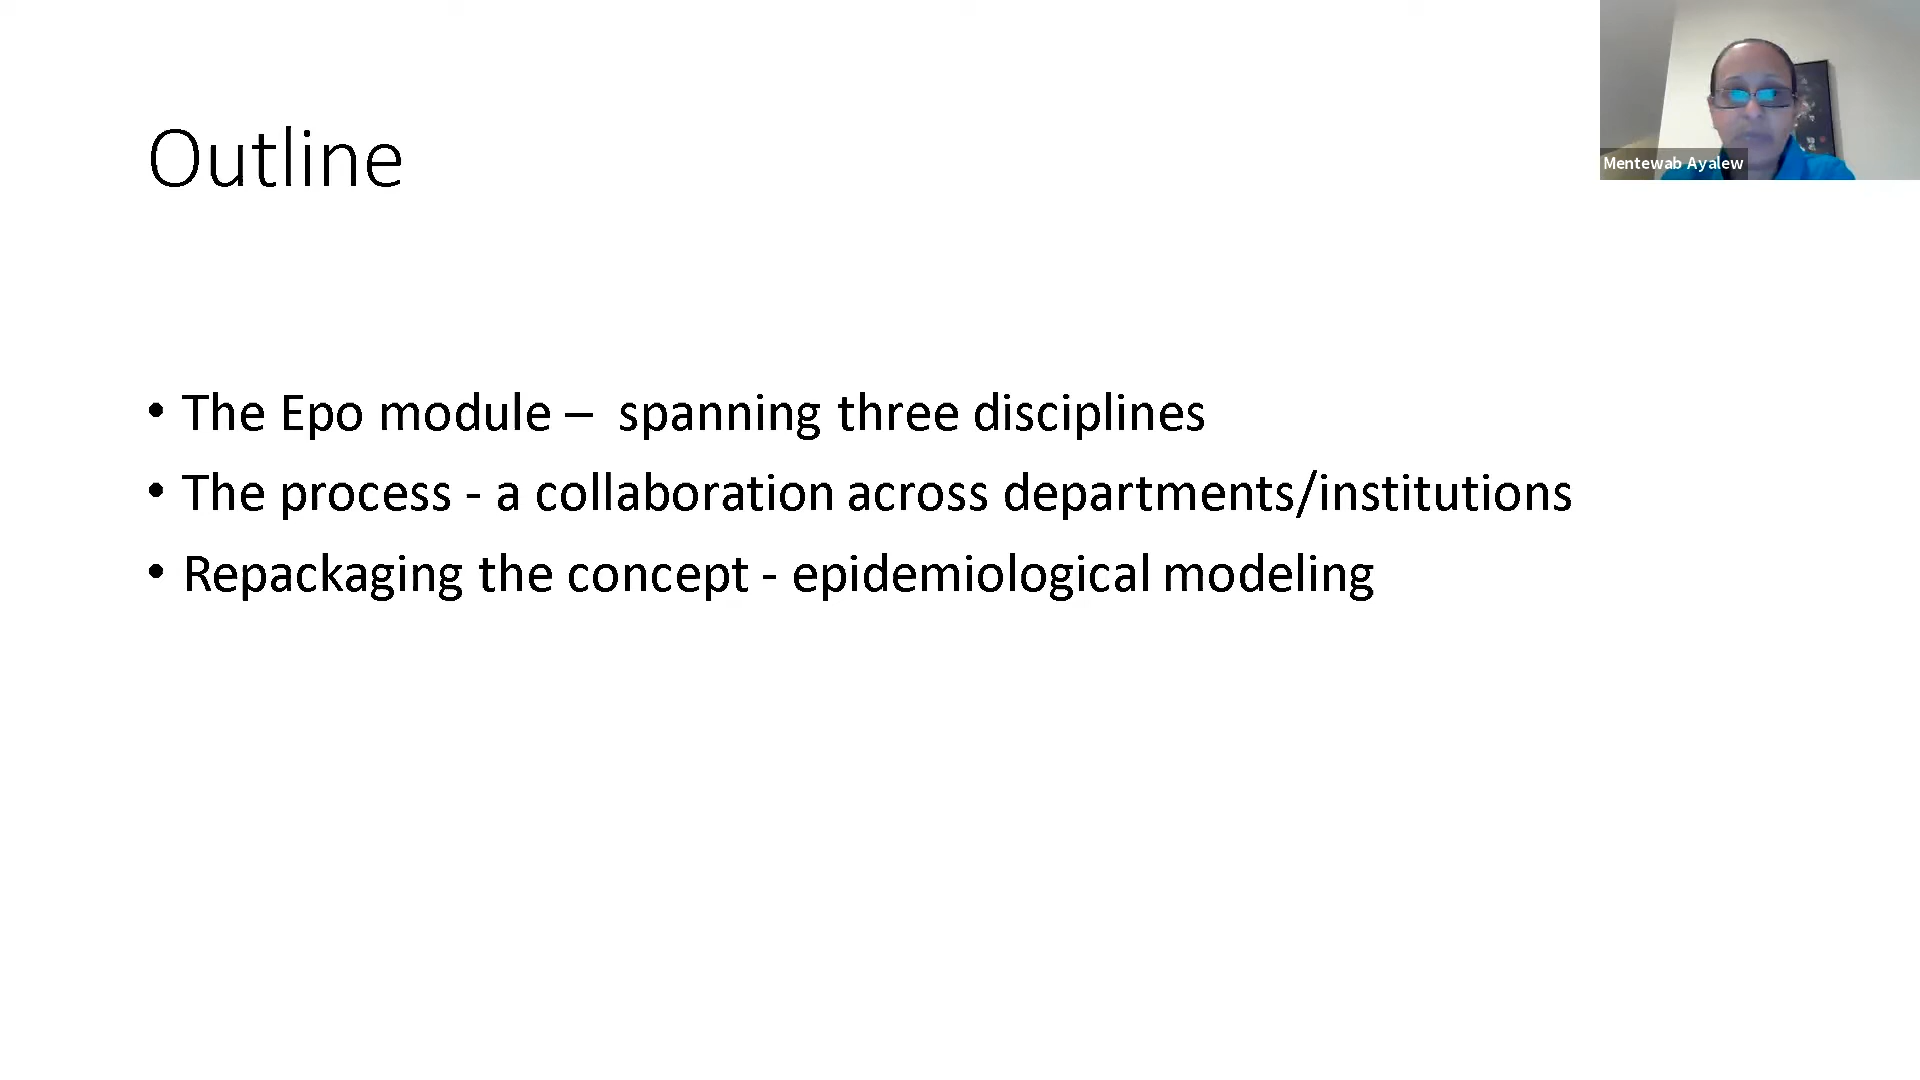 Outline
Mentewab Ayalew
• The Epo module – spanning three disciplines
• The process - a collaboration across departments/institutions
• Repackaging the concept - epidemiological modeling